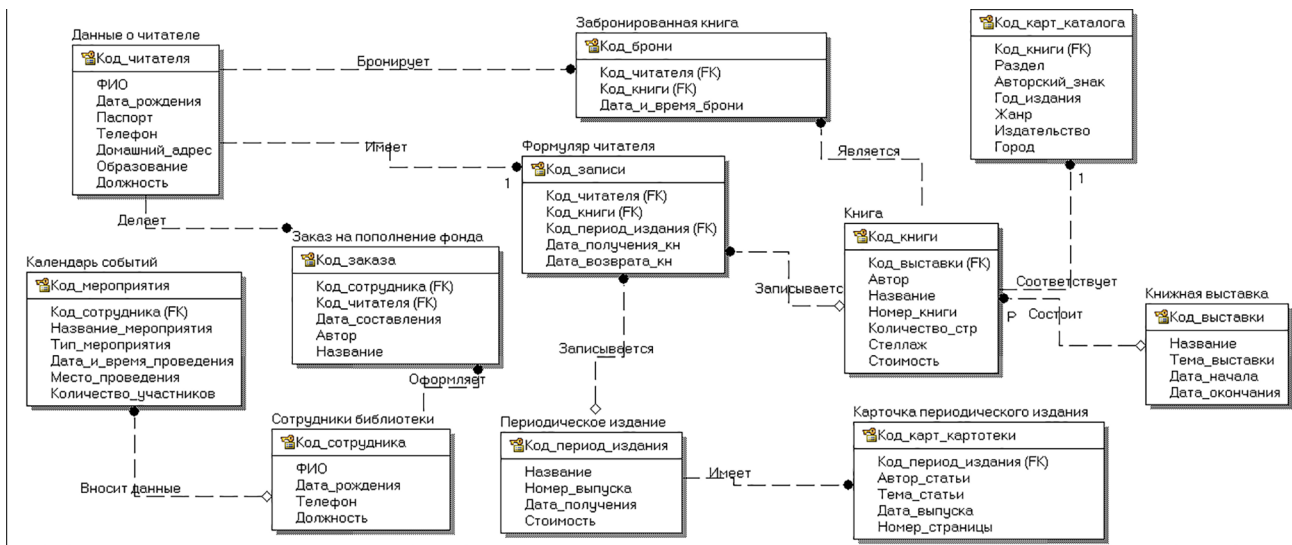 Данные о читателе
Код_читателя
ФИО
Дата_рождения
Паспорт
Телефон
Домашний_адрес
Образование
Должность
Бронирует
Забронированная книга
Код_брони
Код_читателя (FK)
Код_книги (FK)
Дата_и_время_брони
Код_карт_каталога
Код_книги (FK)
Раздел
Авторский_знак
Год_издания
Жанр
Издательство
Город
Имеет
1
Формуляр читателя
Код_записи
Код_читателя (FK)
Код_книги (FK)
Код_период_издания (FK)
Дата_получения_кн
Дата_возврата_кн
Является
1
Делает
Заказ на пополнение фонда
Код_заказа
Код_сотрудника (FK)
Код_читателя (FK)
Дата_составления
Автор
Название
Книга
Код_книги
Код_выставки (FK)
Автор
Название
Номер_книги
Количество_стр
Стеллаж
Стоимость
Записываетс
Соответствует
P
Состоит
Книжная выставка
Код_выставки
Название
Тема_выставки
Дата_начала
Дата_окончания
Календарь событий
Код_мероприятия
Код_сотрудника (FK)
Название_мероприятия
Тип_мероприятия
Дата_и_время_проведения
Место_проведения
Количество_участников
Записывается
Оформляет
Сотрудники библиотеки
Код_сотрудника
ФИО
Дата_рождения
Телефон
Должность
Вносит данные
Периодическое издание
Код_период_издания
Название
Номер_выпуска
Дата_получения
Стоимость
Имеет
Карточка периодического издания
Код_карт_картотеки
Код_период_издания (FK)
Автор_статьи
Тема_статьи
Дата_выпуска
Номер_страницы